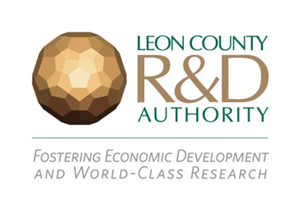 LEON COUNTY
R&D
AUTHORITY
FOSTERING ECONOMIC DEVELOPMENT
AND WORLD-CLASS RESEARCH